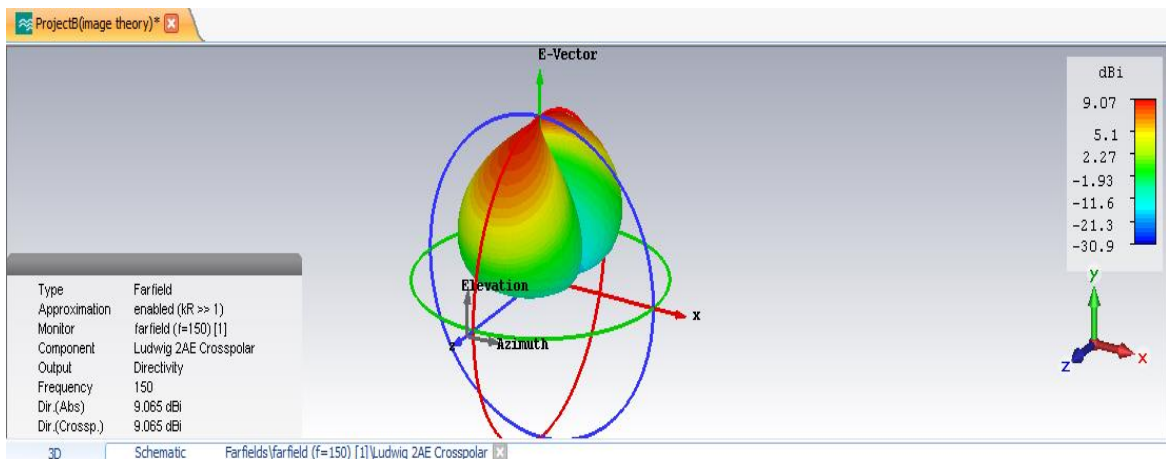 ProjectB(image theory)*
E-Vector
dBi
9.07
5.1
2.27
-1.93
-11.6
-21.3
-30.9
Elevation
Azimuth
x
z
y
x
z
Type Farfield
Approximation enabled (kR >> 1)
Monitor farfield (f=150) [1]
Component Ludwig 2AE Crosspolar
Output Directivity
Frequency 150
Dir.(Abs) 9.065 dBi
Dir.(Crossp.) 9.065 dBi
3D Schematic Farfields\farfield (f=150) [1]\Ludwig 2AE Crosspolar